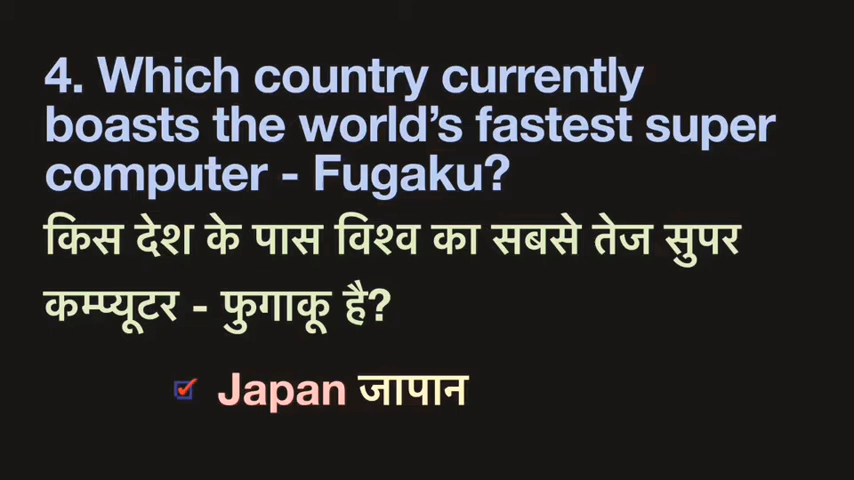 4. Which country currently
boasts the world’s fastest super
computer - Fugaku?
किस देश के पास विश्व का सबसे तेज सुपर
कम्प्यूटर - फुगाकू है?
Japan जापान